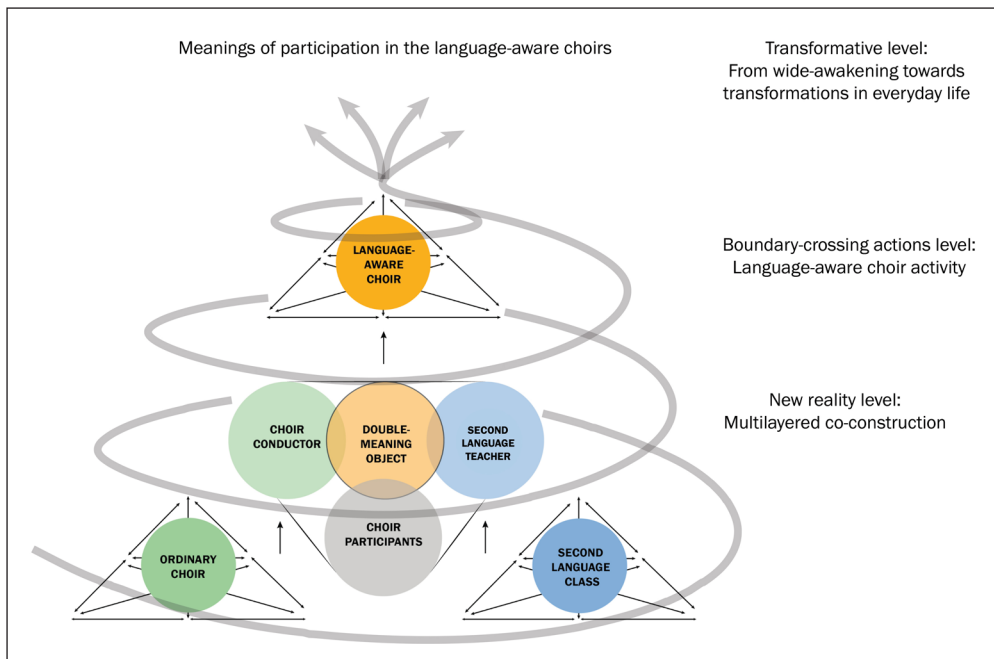 Meanings of participation in the language-aware choirs
Transformative level:
From wide-awakening towards
transformations in everyday life
LANGUAGE-
AWARE
CHOIR
Boundary-crossing actions level:
Language-aware choir activity
CHOIR
CONDUCTOR
DOUBLE-
MEANING
OBJECT
SECOND
LANGUAGE
TEACHER
New reality level:
Multilayered co-construction
CHOIR
PARTICIPANTS
ORDINARY
CHOIR
SECOND
LANGUAGE
CLASS